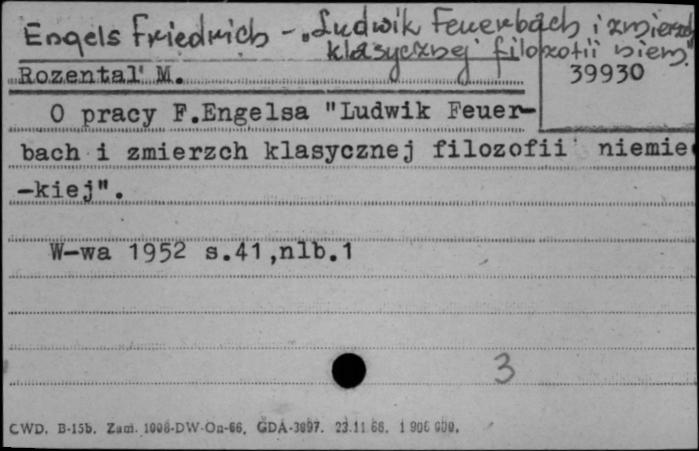 Engels Friedrich - „Ludwik Feuerbach i zmierzch
klasycznej filozofii niem."
Rozental' M.
39930
O pracy F.Engelsa "Ludwik Feuer-
bach i zmierzch klasycznej filozofii niemie
-kiej".
W-wa 1952 s.41,nlb.1
3
CWD. B-15b. Zam. 1008-DW-On-66, GDA-3097. 23.11.66. 1 900 000.